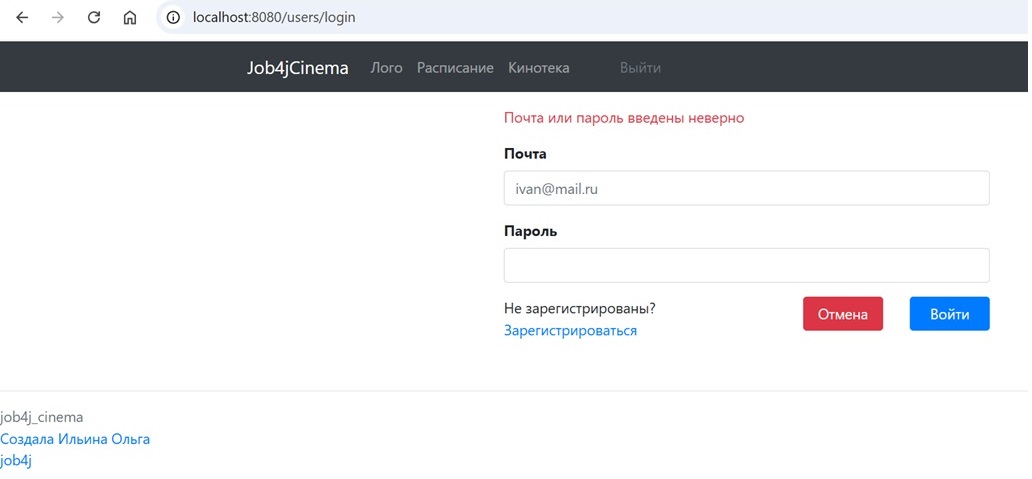 localhost:8080/users/login
Job4jCinema Лого Расписание Кинотека Выйти
Почта или пароль введены неверно
Почта
ivan@mail.ru
Пароль
Не зарегистрированы?
Зарегистрироваться
Отмена Войти
job4j_cinema
Создала Ильина Ольга
job4j